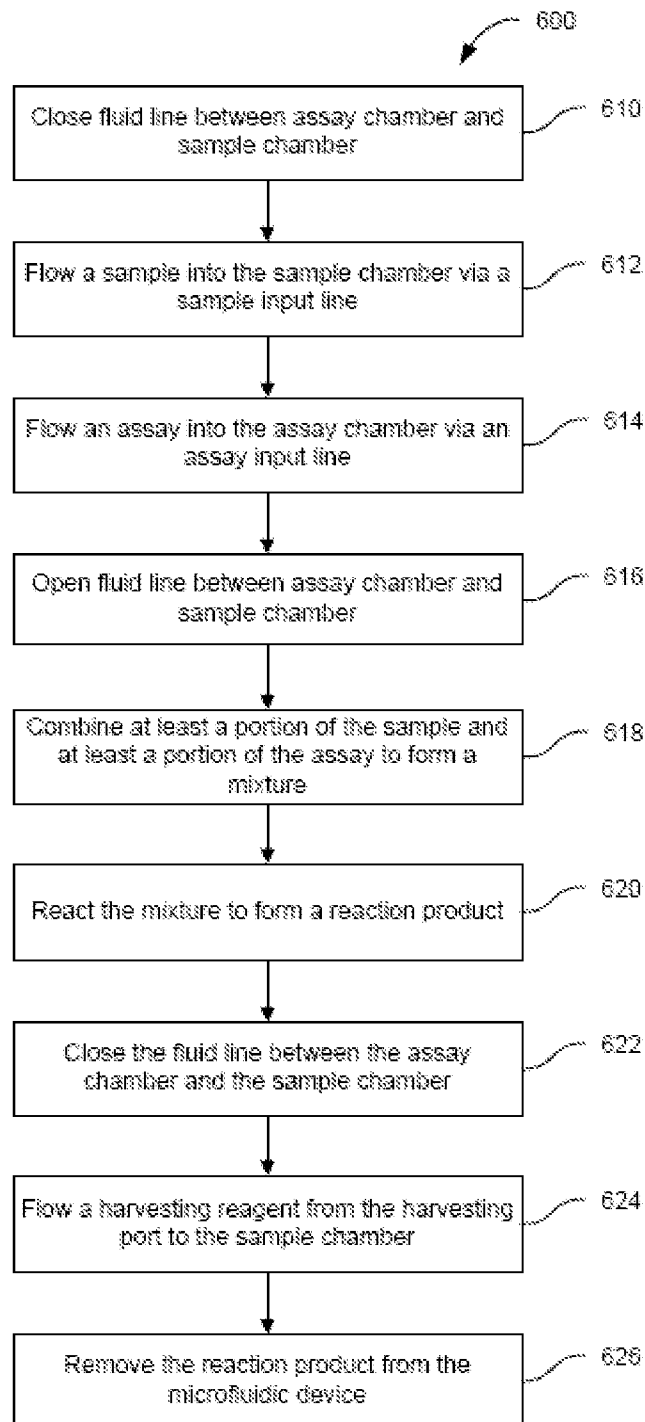 600
Close fluid line between assay chamber and
sample chamber
610
Flow a sample into the sample chamber via a
sample input line
612
Flow an assay into the assay chamber via an
assay input line
614
Open fluid line between assay chamber and
sample chamber
616
Combine at least a portion of the sample and
at least a portion of the assay to form a
mixture
618
React the mixture to form a reaction product
620
Close the fluid line between the assay
chamber and the sample chamber
622
Flow a harvesting reagent from the harvesting
port to the sample chamber
624
Remove the reaction product from the
microfluidic device
626